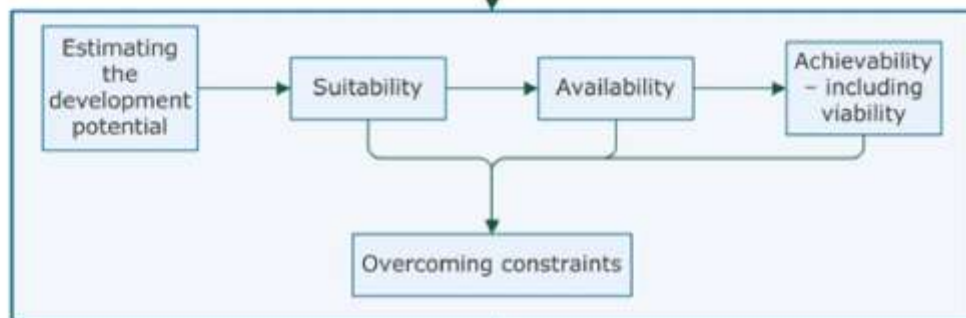 Estimating
the
development
potential
Suitability
Availability
Achievability
– including
viability
Overcoming constraints